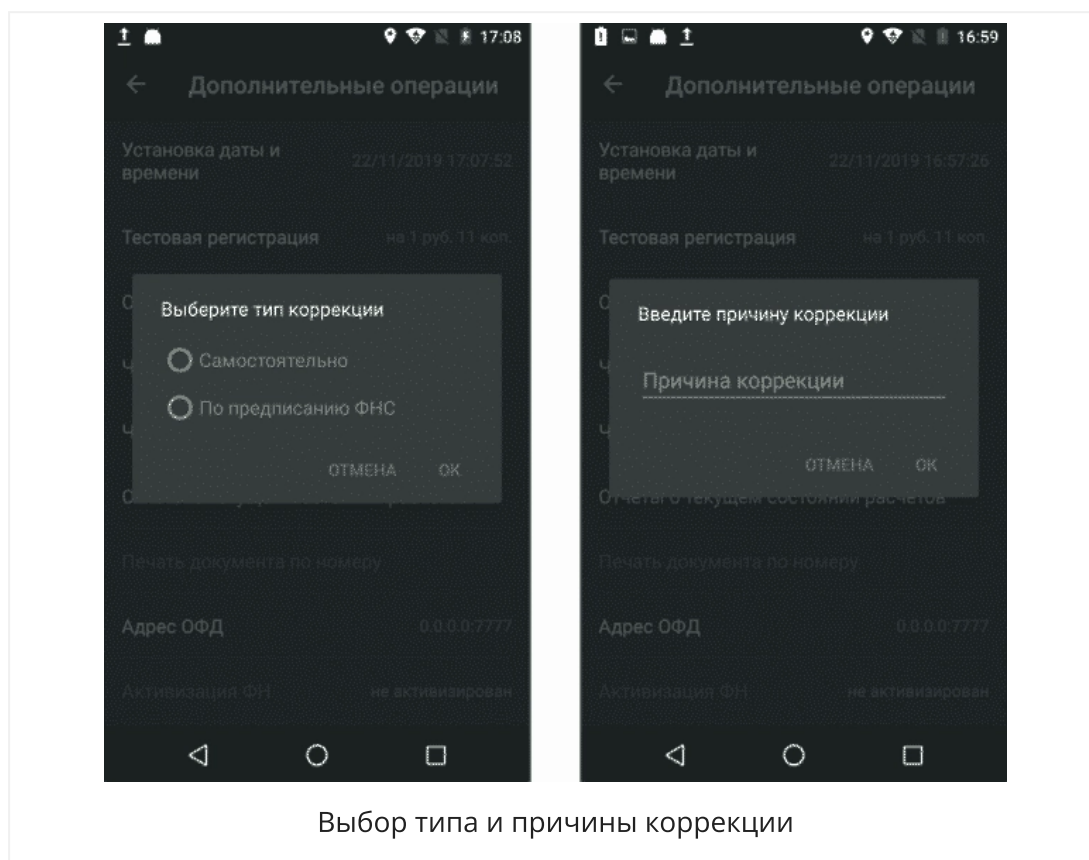 17:08
Дополнительные операции
Установка даты и
времени
22/11/2019 17:07:52
Тестовая регистрация
на 1 руб. 11 коп.
Выберите тип коррекции
Самостоятельно
По предписанию ФНС
ОТМЕНА
ОК
Печать документа по номеру
Адрес ОФД
0.0.0.0:7777
Активизация ФН
не активизирован
16:59
Дополнительные операции
Установка даты и
времени
22/11/2019 16:57:26
Тестовая регистрация
на 1 руб. 11 коп.
Введите причину коррекции
Причина коррекции
ОТМЕНА
ОК
Отчёт о текущем состоянии расчетов
Печать документа по номеру
Адрес ОФД
0.0.0.0:7777
Активизация ФН
не активизирован
Выбор типа и причины коррекции